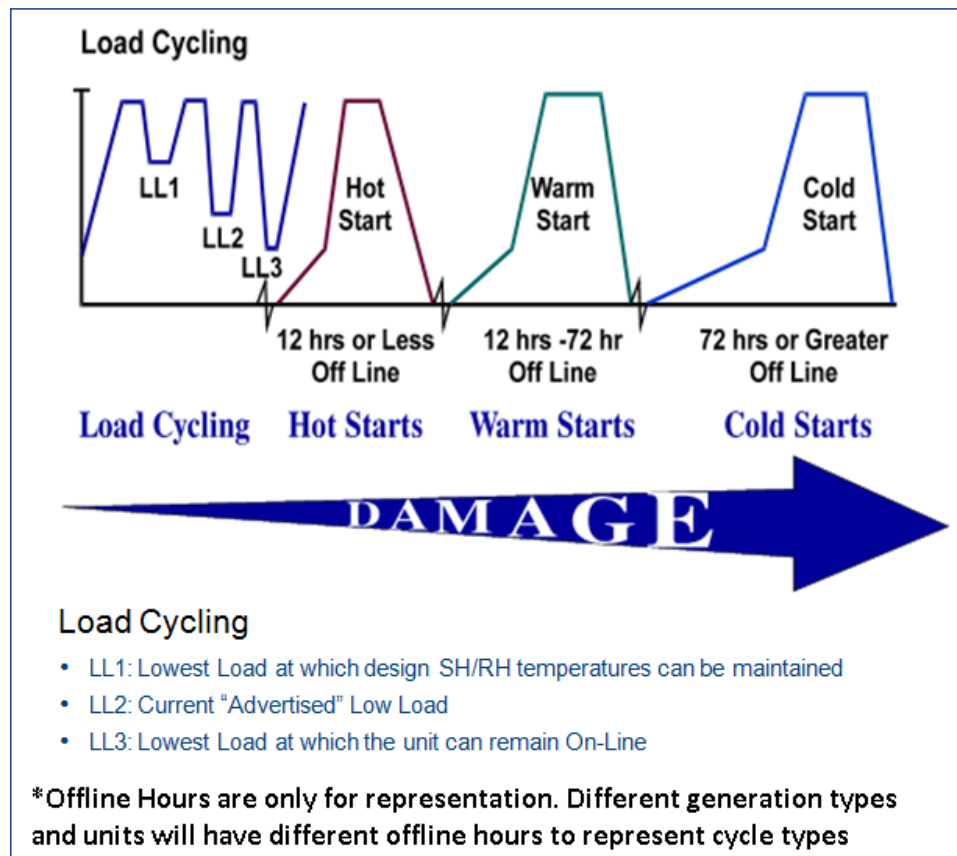 Load Cycling
LL1
LL2
LL3
Hot
Start
Warm
Start
Cold
Start
12 hrs or Less
Off Line
12 hrs -72 hr
Off Line
72 hrs or Greater
Off Line
Load Cycling
Hot Starts
Warm Starts
Cold Starts
DAMAGE
Load Cycling
• LL1: Lowest Load at which design SH/RH temperatures can be maintained
• LL2: Current “Advertised” Low Load
• LL3: Lowest Load at which the unit can remain On-Line
*Offline Hours are only for representation. Different generation types
and units will have different offline hours to represent cycle types